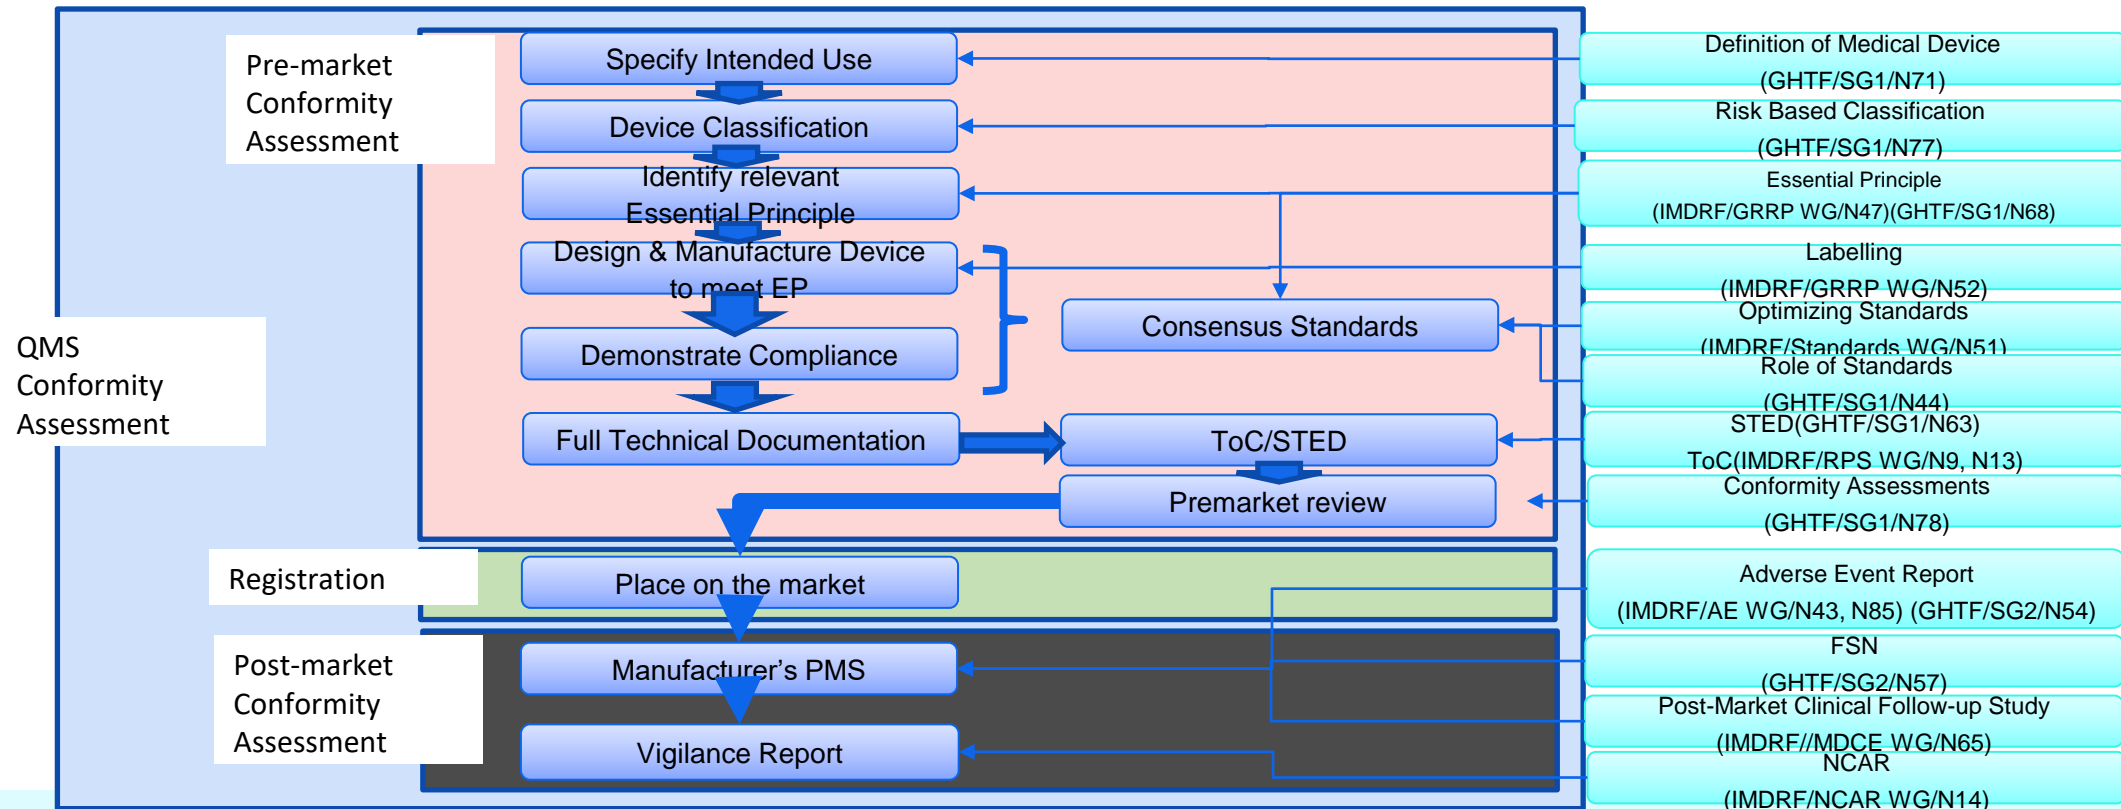 Pre-market
Conformity
Assessment
QMS
Conformity
Assessment
Registration
Post-market
Conformity
Assessment
Specify Intended Use
Device Classification
Identify relevant
Essential Principle
Design & Manufacture Device
to meet EP
Demonstrate Compliance
Full Technical Documentation
Consensus Standards
ToC/STED
Premarket review
Place on the market
Manufacturer’s PMS
Vigilance Report
Definition of Medical Device
(GHTF/SG1/N71)
Risk Based Classification
(GHTF/SG1/N77)
Essential Principle
(IMDRF/GRRP WG/N47)(GHTF/SG1/N68)
Labelling
(IMDRF/GRRP WG/N52)
Optimizing Standards
(IMDRF/Standards WG/N51)
Role of Standards
(GHTF/SG1/N44)
STED(GHTF/SG1/N63)
ToC(IMDRF/RPS WG/N9, N13)
Conformity Assessments
(GHTF/SG1/N78)
Adverse Event Report
(IMDRF/AE WG/N43, N85) (GHTF/SG2/N54)
FSN
(GHTF/SG2/N57)
Post-Market Clinical Follow-up Study
(IMDRF//MDCE WG/N65)
NCAR
(IMDRF/NCAR WG/N14)